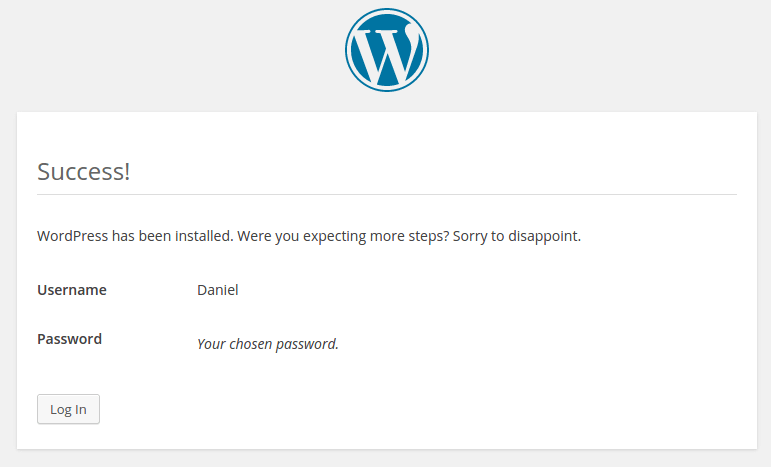 Success!
WordPress has been installed. Were you expecting more steps? Sorry to disappoint.
Username Daniel
Password Your chosen password.
Log In